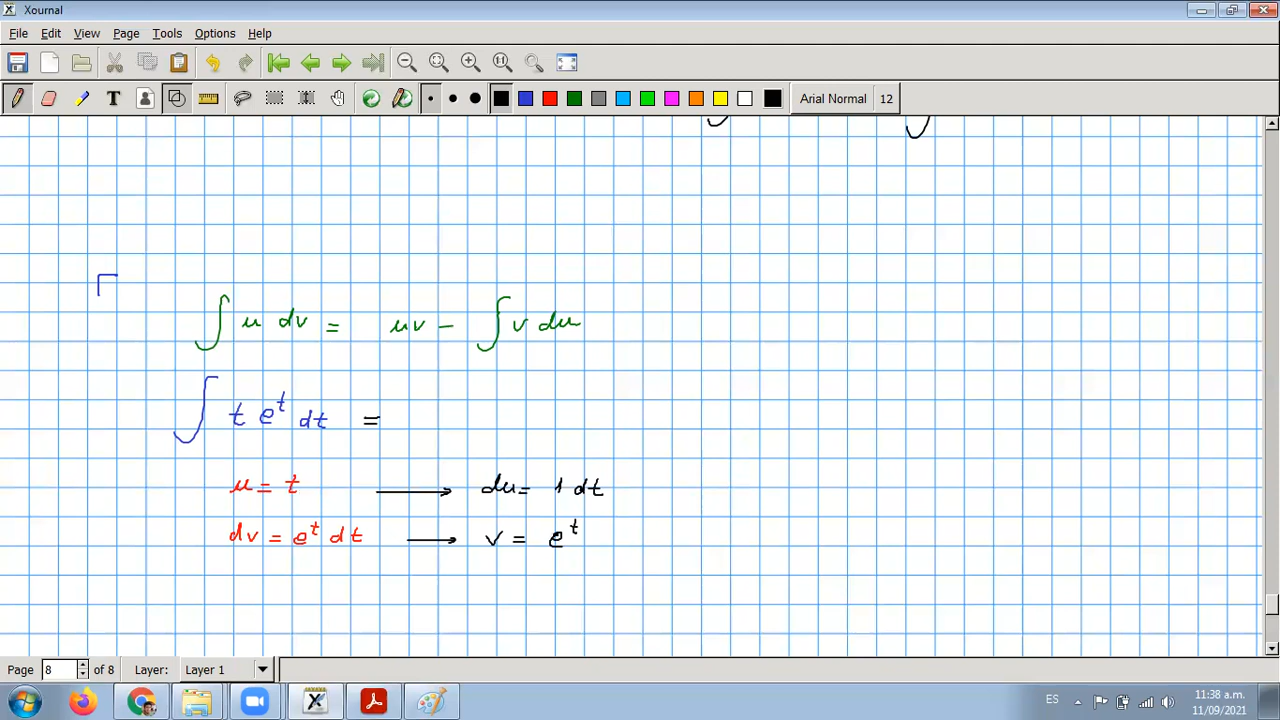 Xournal
File Edit View Page Tools Options Help
T Arial Normal 12
∫ u dv = uv − ∫ v du
∫ t e^t dt =
u = t ⟶ du = 1 dt
dv = e^t dt ⟶ v = e^t
Page 8 of 8 Layer: Layer 1
ES 11:38 a.m.
11/09/2021